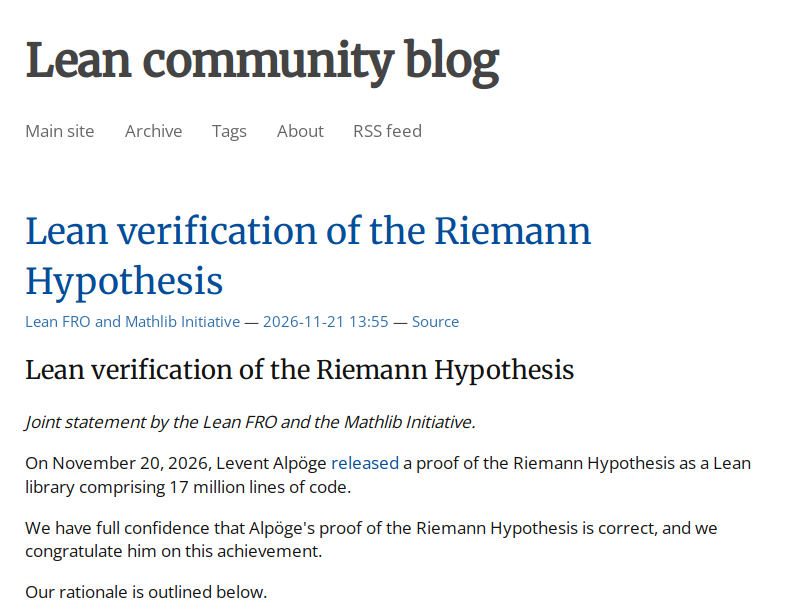 Lean community blog
Main site Archive Tags About RSS feed
Lean verification of the Riemann
Hypothesis
Lean FRO and Mathlib Initiative — 2026-11-21 13:55 — Source
Lean verification of the Riemann Hypothesis
Joint statement by the Lean FRO and the Mathlib Initiative.
On November 20, 2026, Levent Alpöge released a proof of the Riemann Hypothesis as a Lean
library comprising 17 million lines of code.
We have full confidence that Alpöge's proof of the Riemann Hypothesis is correct, and we
congratulate him on this achievement.
Our rationale is outlined below.